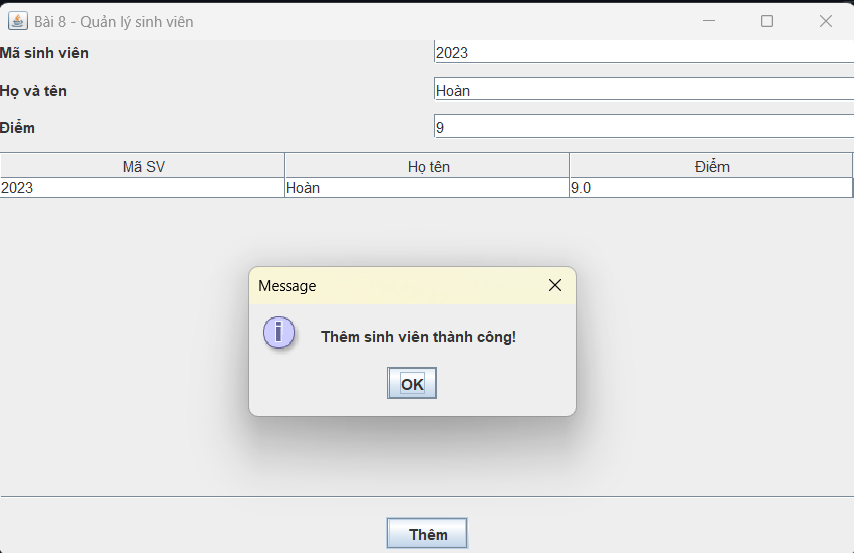 Bài 8 - Quản lý sinh viên
Mã sinh viên 2023
Họ và tên Hoàn
Điểm 9
Mã SV Họ tên Điểm
2023 Hoàn 9.0
Message
i
Thêm sinh viên thành công!
OK
Thêm